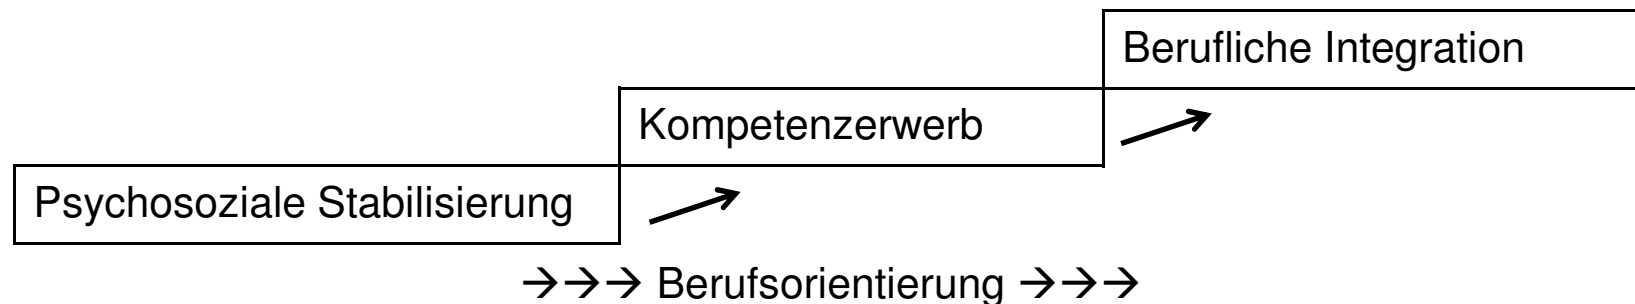 Berufliche Integration
Kompetenzerwerb
Psychosoziale Stabilisierung
→→→ Berufsorientierung →→→